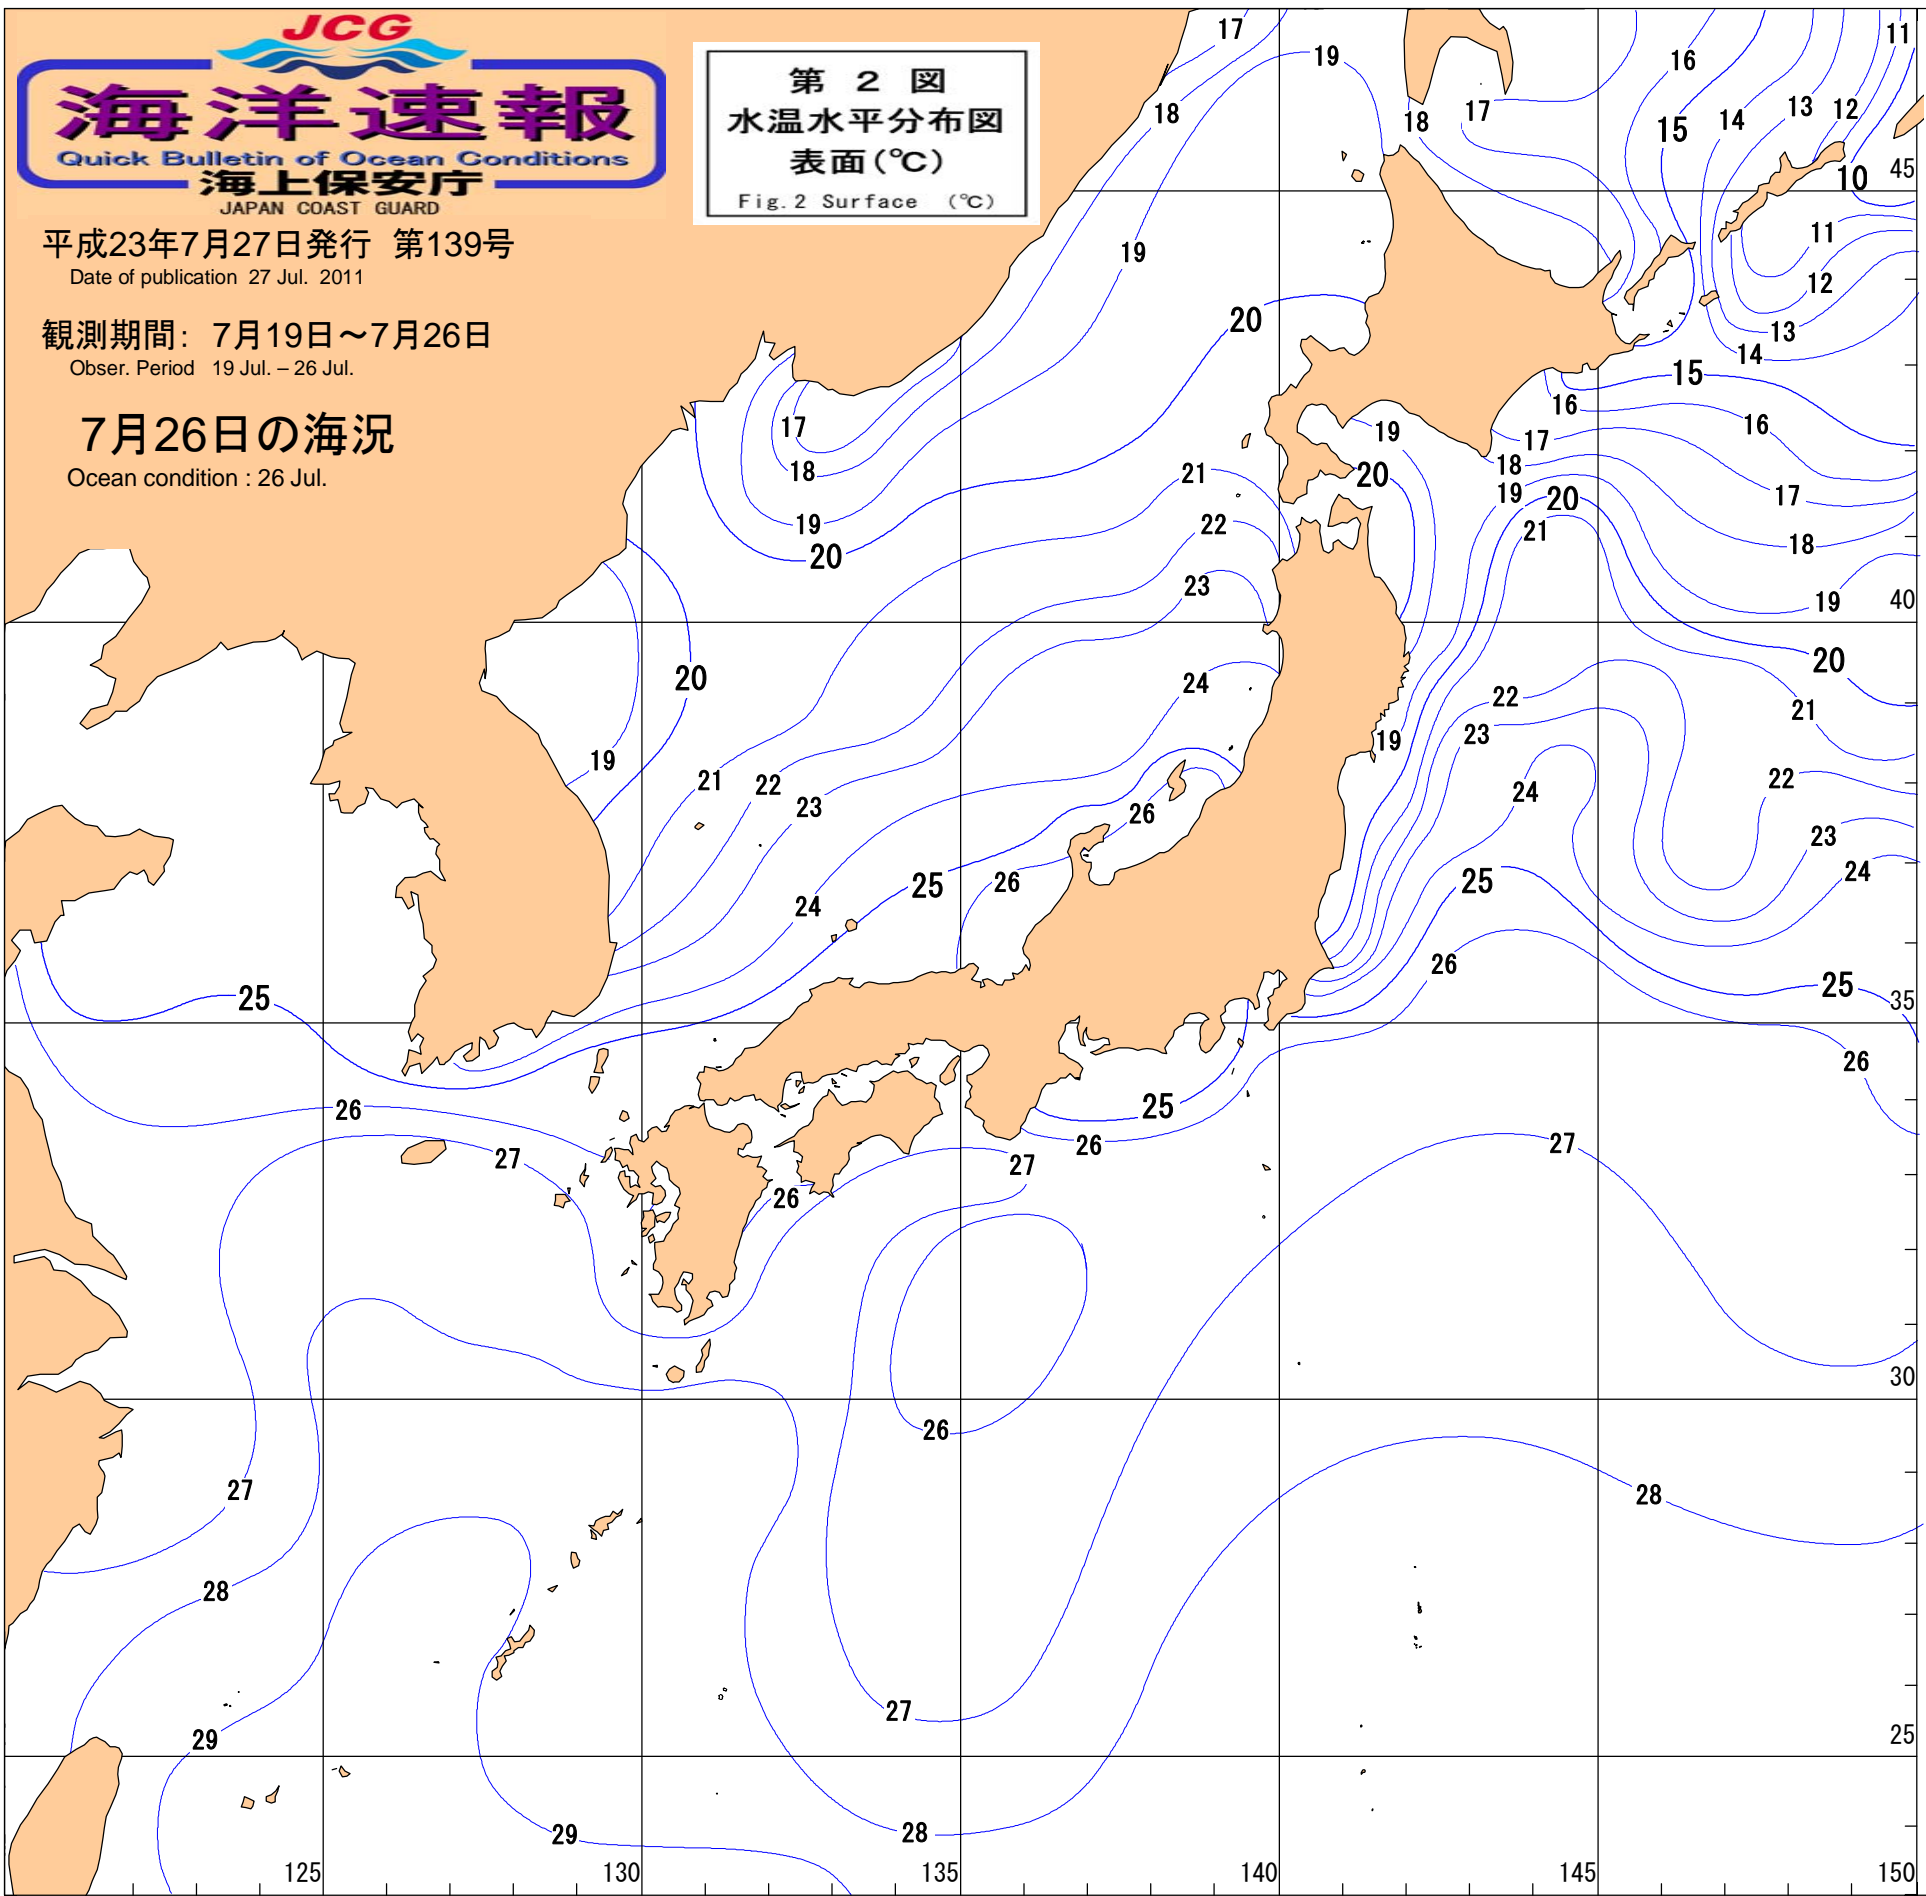 JCG
海洋速報
Quick Bulletin of Ocean Conditions
海上保安庁
JAPAN COAST GUARD
平成23年7月27日発行 第139号
Date of publication 27 Jul. 2011
観測期間: 7月19日～7月26日
Obser. Period 19 Jul. – 26 Jul.
7月26日の海況
Ocean condition : 26 Jul.
第 2 図
水温水平分布図
表面(℃)
Fig.2 Surface (℃)
17 19 16 11
18 18 17 15 14 13 12
10 45
19 11
12
20 13
14
15
16
17 19 17 16
18 21 20 18 17
19 22 19 20
20 21 18
23 19 40
20 24 20
22 21
19 19 23
21 22 23 26 24 22
23
25 26 25 24
24
26
25 25 35
26
26 25
27 26 27 27
26
30
26
27 28
28
27
29 25
29 28
125 130 135 140 145 150